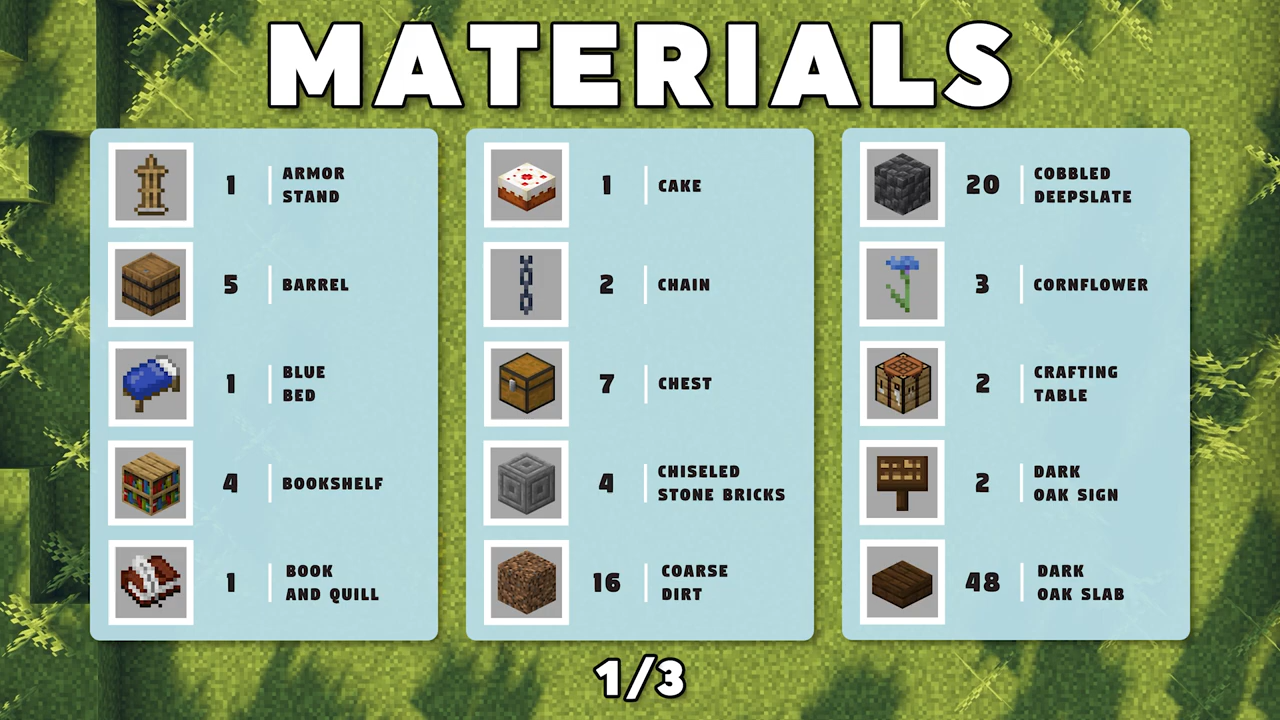 MATERIALS
1
ARMOR
STAND
5
BARREL
1
BLUE
BED
4
BOOKSHELF
1
BOOK
AND QUILL
1
CAKE
2
CHAIN
7
CHEST
4
CHISELED
STONE BRICKS
16
COARSE
DIRT
20
COBBLED
DEEPSLATE
3
CORNFLOWER
2
CRAFTING
TABLE
2
DARK
OAK SIGN
48
DARK
OAK SLAB
1/3